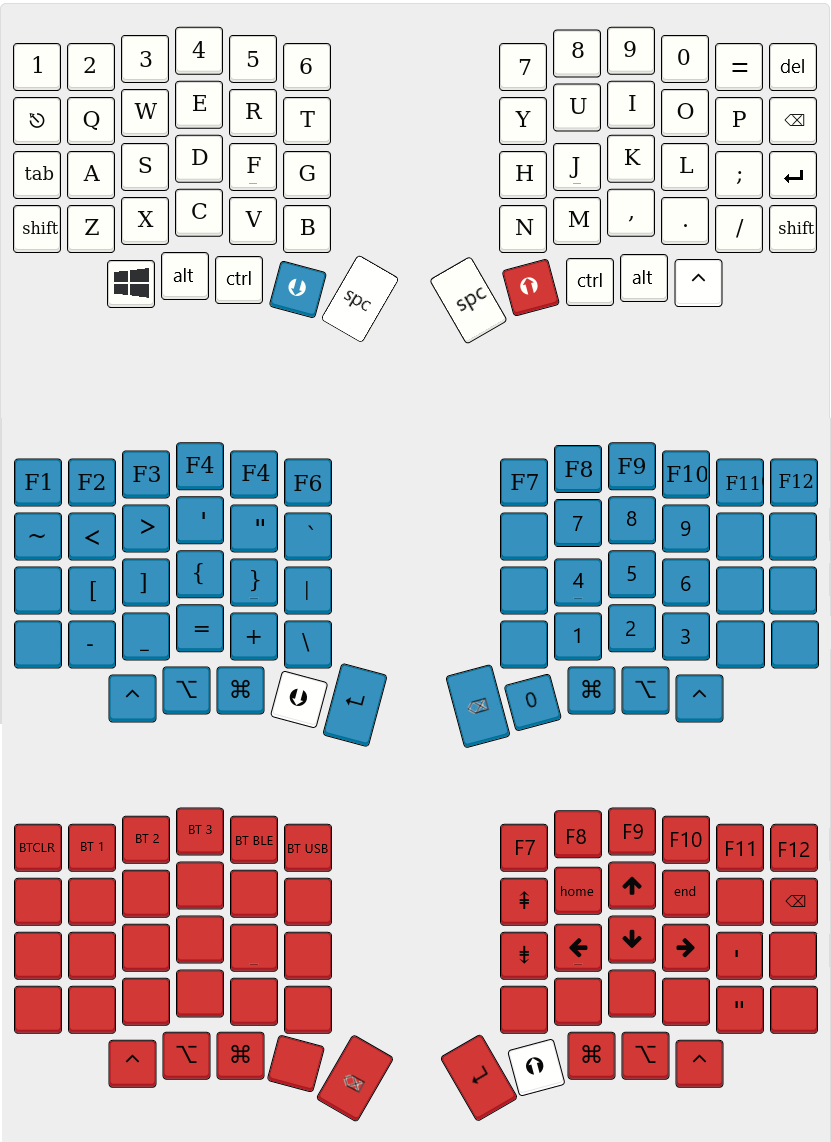 1 2 3 4 5 6 7 8 9 0 = del
⎋ Q W E R T Y U I O P ⌫
tab A S D F G H J K L ; ↵
shift Z X C V B N M , . / shift
alt ctrl spc spc ctrl alt ^
F1 F2 F3 F4 F4 F6 F7 F8 F9 F10 F11 F12
~ < > ' " ` 7 8 9
[ ] { } | 4 5 6
- _ = + \ 1 2 3
^ ⌥ ⌘ ↵ ⌫ 0 ⌘ ⌥ ^
BTCLR BT 1 BT 2 BT 3 BT BLE BT USB F7 F8 F9 F10 F11 F12
⇞ home ↑ end ⌫
⇟ ← ↓ → '
"
^ ⌥ ⌘ ⌫ ↵ ⌘ ⌥ ^